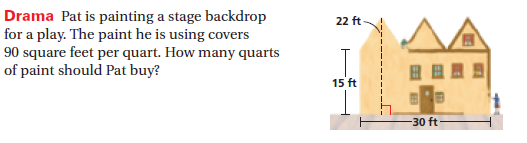 Drama Pat is painting a stage backdrop
for a play. The paint he is using covers
90 square feet per quart. How many quarts
of paint should Pat buy?
22 ft
15 ft
30 ft